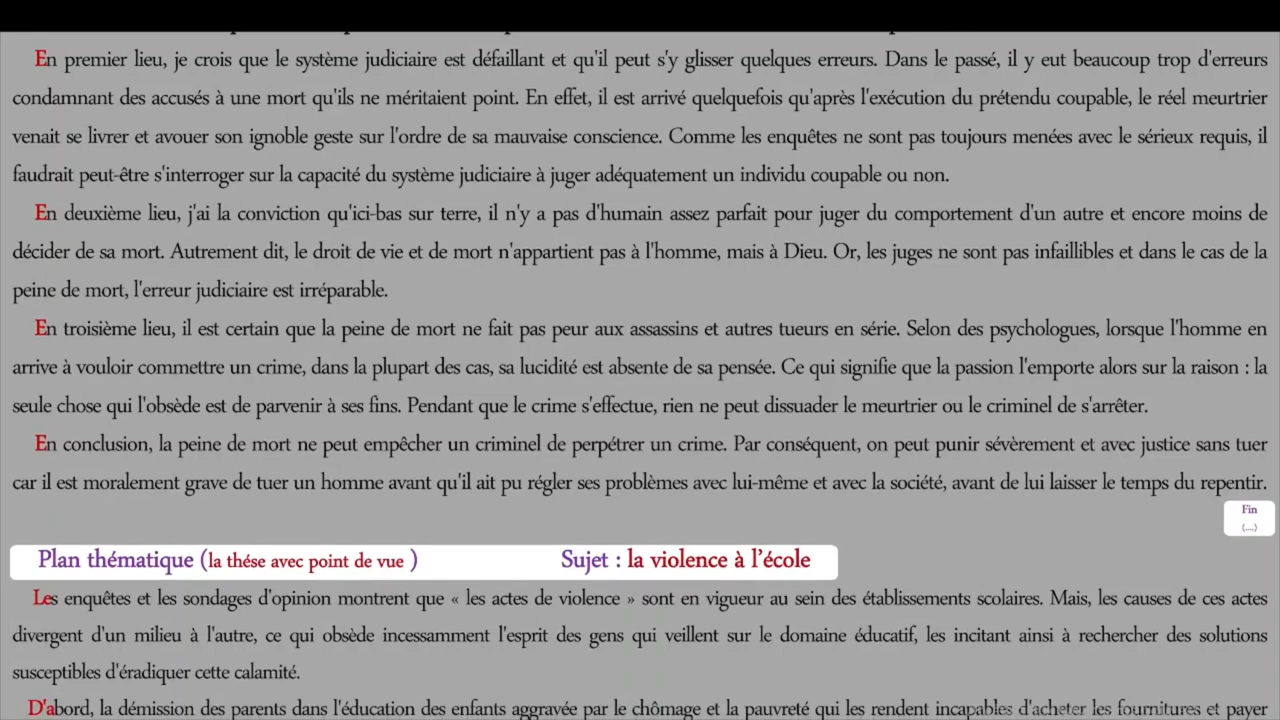 En premier lieu, je crois que le système judiciaire est défaillant et qu'il peut s'y glisser quelques erreurs. Dans le passé, il y eut beaucoup trop d'erreurs
condamnant des accusés à une mort qu'ils ne méritaient point. En effet, il est arrivé quelquefois qu'après l'exécution du prétendu coupable, le réel meurtrier
venait se livrer et avouer son ignoble geste sur l'ordre de sa mauvaise conscience. Comme les enquêtes ne sont pas toujours menées avec le sérieux requis, il
faudrait peut-être s'interroger sur la capacité du système judiciaire à juger adéquatement un individu coupable ou non.
En deuxième lieu, j'ai la conviction qu'ici-bas sur terre, il n'y a pas d'humain assez parfait pour juger du comportement d'un autre et encore moins de
décider de sa mort. Autrement dit, le droit de vie et de mort n'appartient pas à l'homme, mais à Dieu. Or, les juges ne sont pas infaillibles et dans le cas de la
peine de mort, l'erreur judiciaire est irréparable.
En troisième lieu, il est certain que la peine de mort ne fait pas peur aux assassins et autres tueurs en série. Selon des psychologues, lorsque l'homme en
arrive à vouloir commettre un crime, dans la plupart des cas, sa lucidité est absente de sa pensée. Ce qui signifie que la passion l'emporte alors sur la raison : la
seule chose qui l'obsède est de parvenir à ses fins. Pendant que le crime s'effectue, rien ne peut dissuader le meurtrier ou le criminel de s'arrêter.
En conclusion, la peine de mort ne peut empêcher un criminel de perpétrer un crime. Par conséquent, on peut punir sévèrement et avec justice sans tuer
car il est moralement grave de tuer un homme avant qu'il ait pu régler ses problèmes avec lui-même et avec la société, avant de lui laisser le temps du repentir.
Fin
(....)
Plan thématique (la thése avec point de vue ) Sujet : la violence à l'école
Les enquêtes et les sondages d'opinion montrent que « les actes de violence » sont en vigueur au sein des établissements scolaires. Mais, les causes de ces actes
divergent d'un milieu à l'autre, ce qui obsède incessamment l'esprit des gens qui veillent sur le domaine éducatif, les incitant ainsi à rechercher des solutions
susceptibles d'éradiquer cette calamité.
D'abord, la démission des parents dans l'éducation des enfants aggravée par le chômage et la pauvreté qui les rendent incapables d'acheter les fournitures et payer